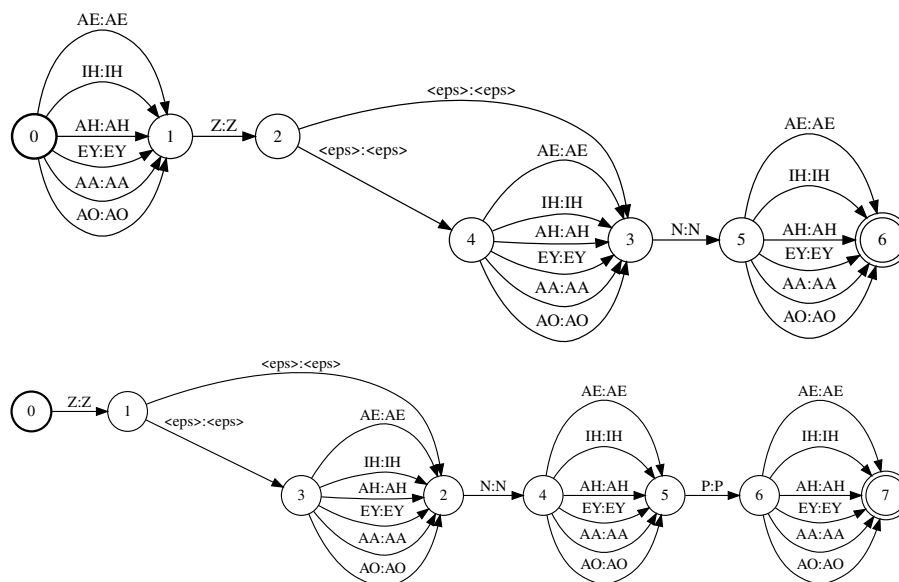 AE:AE
IH:IH
AH:AH
EY:EY
AA:AA
AO:AO
0
1
Z:Z
2
<eps>:<eps>
<eps>:<eps>
4
AE:AE
IH:IH
AH:AH
EY:EY
AA:AA
AO:AO
3
N:N
5
AE:AE
IH:IH
AH:AH
EY:EY
AA:AA
AO:AO
6
0
Z:Z
1
<eps>:<eps>
<eps>:<eps>
3
AE:AE
IH:IH
AH:AH
EY:EY
AA:AA
AO:AO
2
N:N
4
AE:AE
IH:IH
AH:AH
EY:EY
AA:AA
AO:AO
5
P:P
6
AE:AE
IH:IH
AH:AH
EY:EY
AA:AA
AO:AO
7